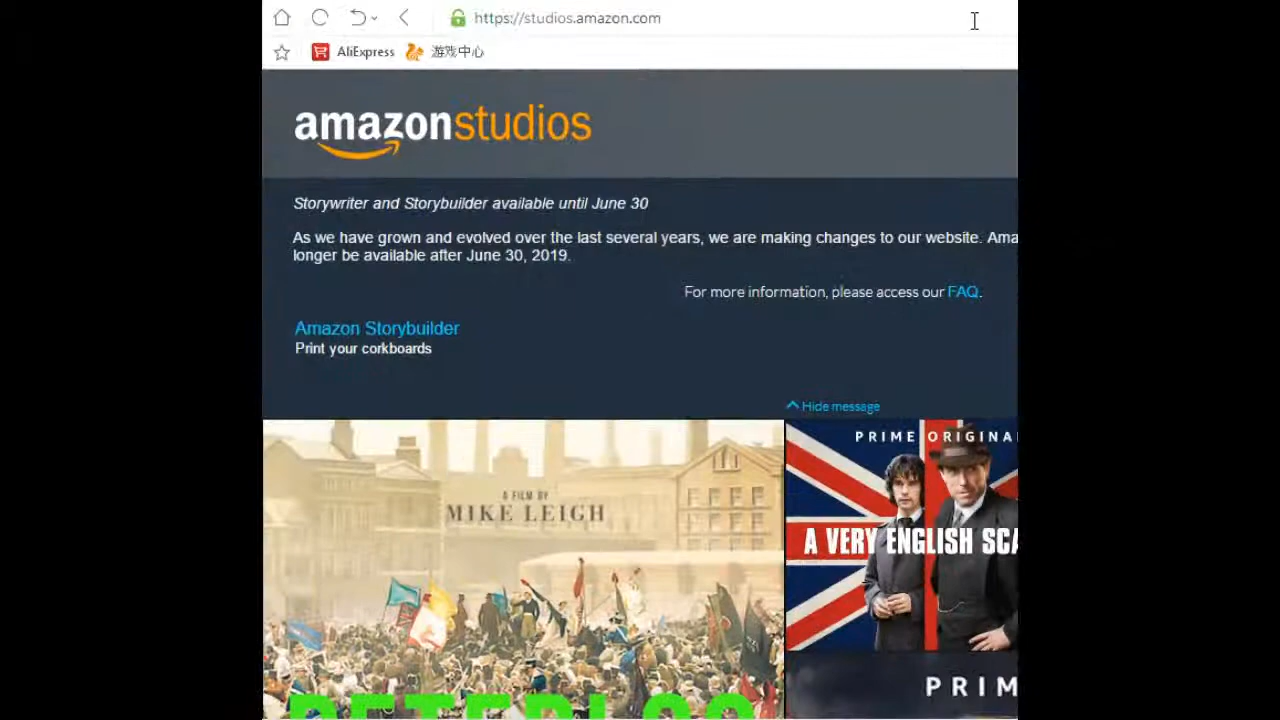 https://studios.amazon.com
AliExpress 游戏中心
amazonstudios
Storywriter and Storybuilder available until June 30
As we have grown and evolved over the last several years, we are making changes to our website. Ama
longer be available after June 30, 2019.
For more information, please access our FAQ.
Amazon Storybuilder
Print your corkboards
Hide message
A FILM BY
MIKE LEIGH
PRIME ORIGINA
A VERY ENGLISH SCA
PRIM
PETERLOO